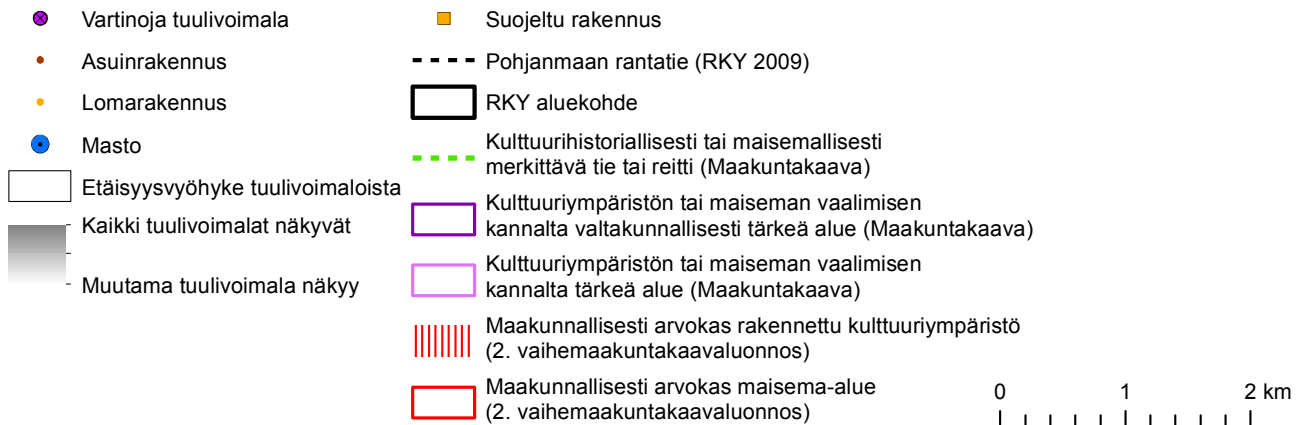 Vartinoja tuulivoimala
Asuinrakennus
Lomarakennus
Masto
Etäisyysvyöhyke tuulivoimaloista
Kaikki tuulivoimalat näkyvät
Muutama tuulivoimala näkyy
Suojeltu rakennus
Pohjanmaan rantatie (RKY 2009)
RKY aluekohde
Kulttuurihistoriallisesti tai maisemallisesti
merkittävä tie tai reitti (Maakuntakaava)
Kulttuuriympäristön tai maiseman vaalimisen
kannalta valtakunnallisesti tärkeä alue (Maakuntakaava)
Kulttuuriympäristön tai maiseman vaalimisen
kannalta tärkeä alue (Maakuntakaava)
Maakunnallisesti arvokas rakennettu kulttuuriympäristö
(2. vaihemaakuntakaavaluonnos)
Maakunnallisesti arvokas maisema-alue
(2. vaihemaakuntakaavaluonnos)
0 1 2 km